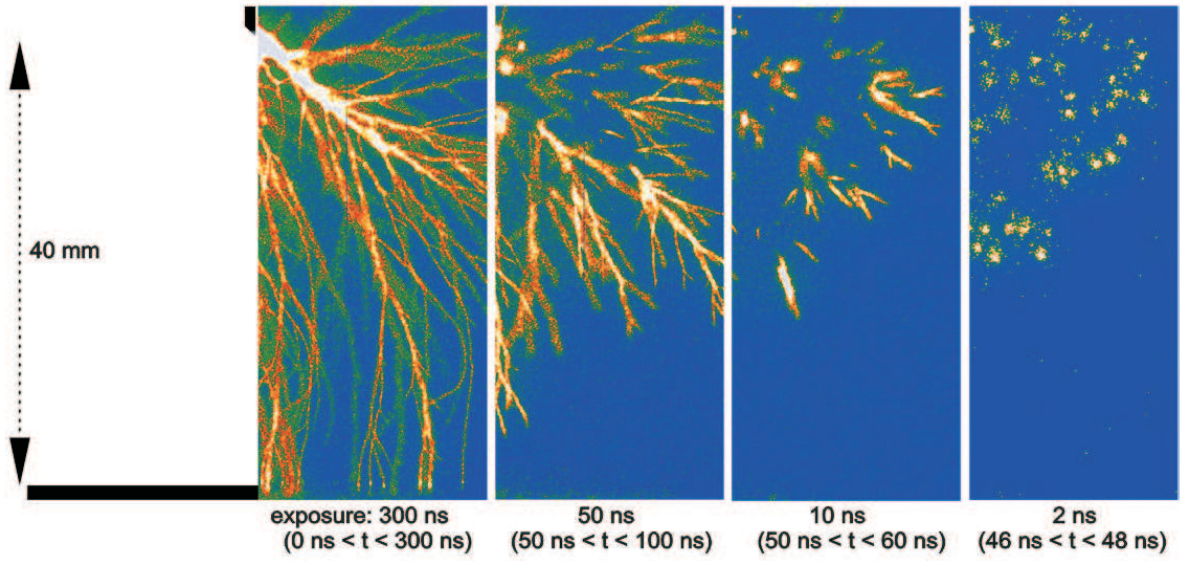 40 mm
exposure: 300 ns
(0 ns < t < 300 ns)
50 ns
(50 ns < t < 100 ns)
10 ns
(50 ns < t < 60 ns)
2 ns
(46 ns < t < 48 ns)